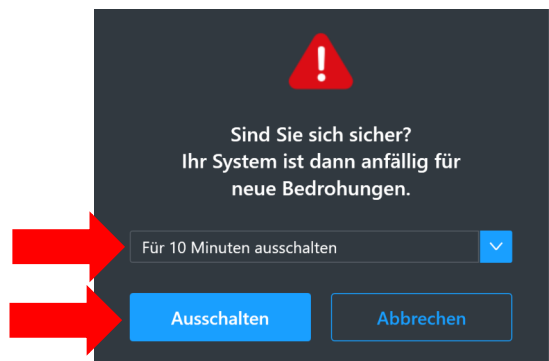 Sind Sie sich sicher?
Ihr System ist dann anfällig für
neue Bedrohungen.
Für 10 Minuten ausschalten
Ausschalten
Abbrechen